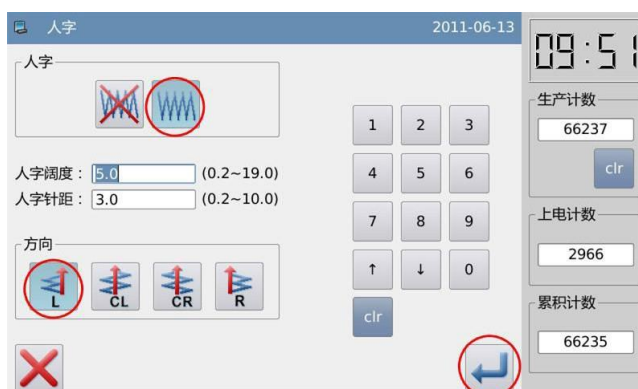 人字 2011-06-13
人字
人字阔度： 5.0 (0.2~19.0)
人字针距： 3.0 (0.2~10.0)
方向
L CL CR R
1 2 3
4 5 6
7 8 9
↑ ↓ 0
clr
09:51
生产计数
66237
clr
上电计数
2966
累积计数
66235